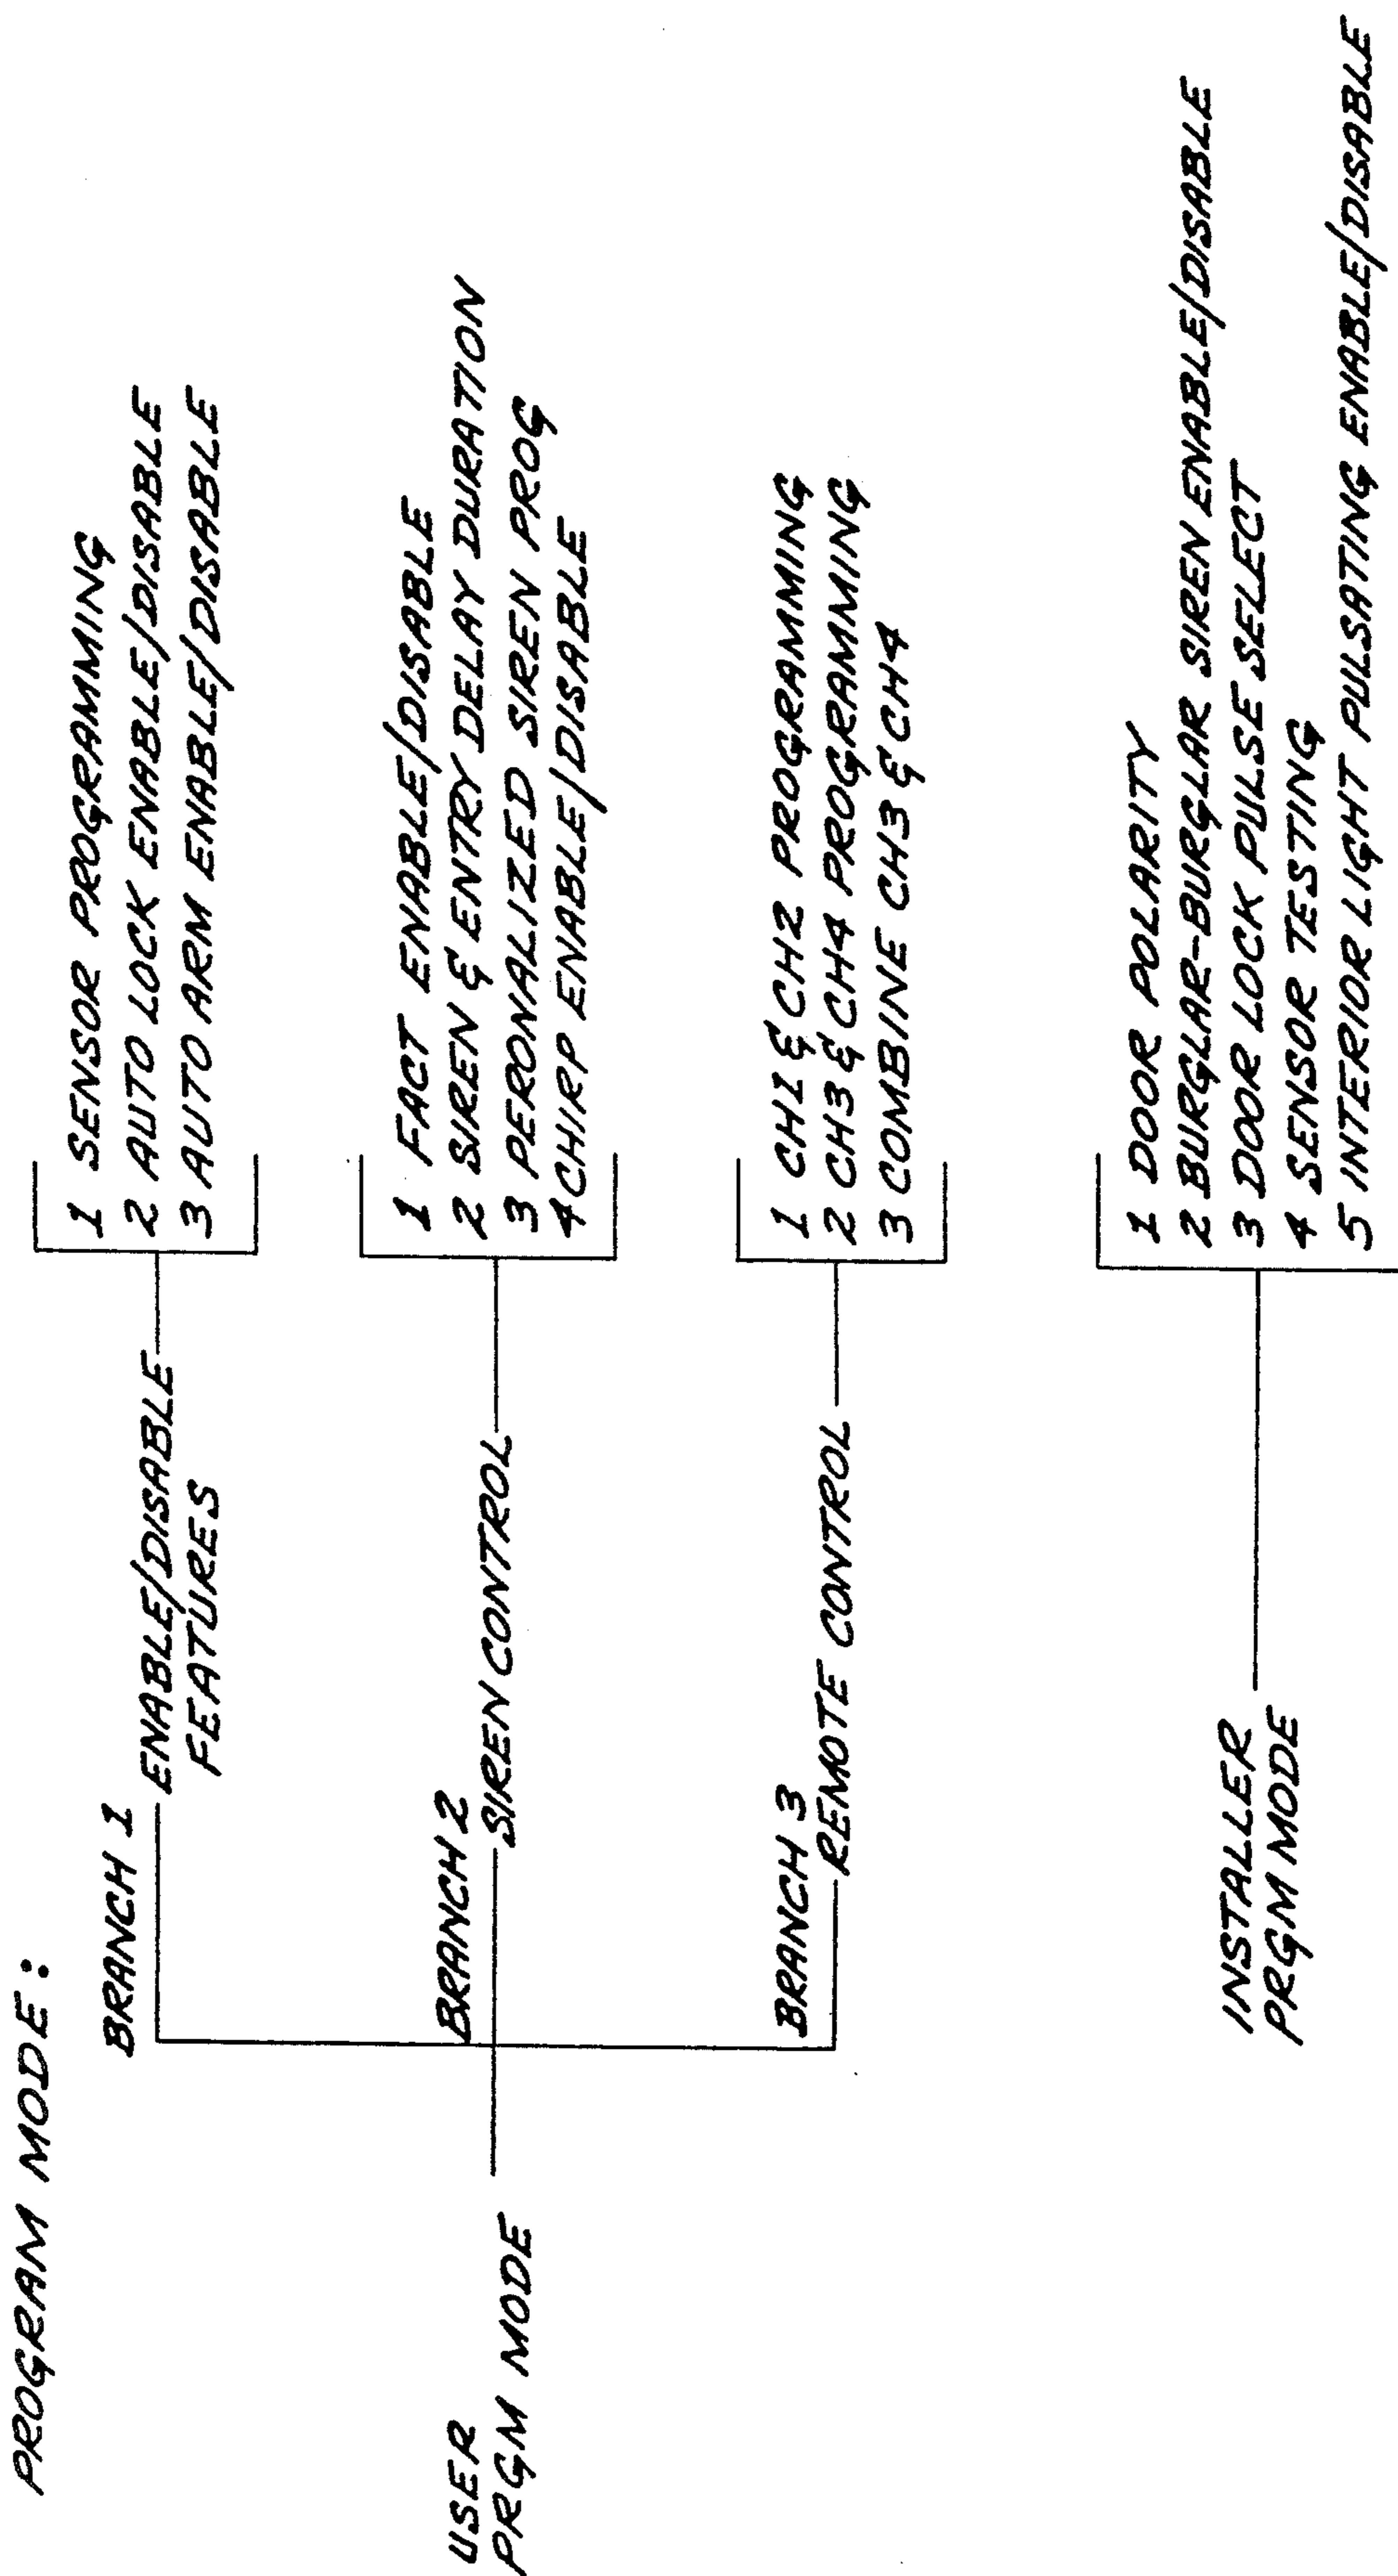 PROGRAM MODE:
USER
PRGM MODE
BRANCH 1
ENABLE/DISABLE
FEATURES
1 SENSOR PROGRAMMING
2 AUTO LOCK ENABLE/DISABLE
3 AUTO ARM ENABLE/DISABLE
BRANCH 2
SIREN CONTROL
1 FACT ENABLE/DISABLE
2 SIREN & ENTRY DELAY DURATION
3 PERONALIZED SIREN PROG
4 CHIRP ENABLE/DISABLE
BRANCH 3
REMOTE CONTROL
1 CH1 & CH2 PROGRAMMING
2 CH3 & CH4 PROGRAMMING
3 COMBINE CH3 & CH4
INSTALLER
PRGM MODE
1 DOOR POLARITY
2 BURGLAR-BURGLAR SIREN ENABLE/DISABLE
3 DOOR LOCK PULSE SELECT
4 SENSOR TESTING
5 INTERIOR LIGHT PULSATING ENABLE/DISABLE